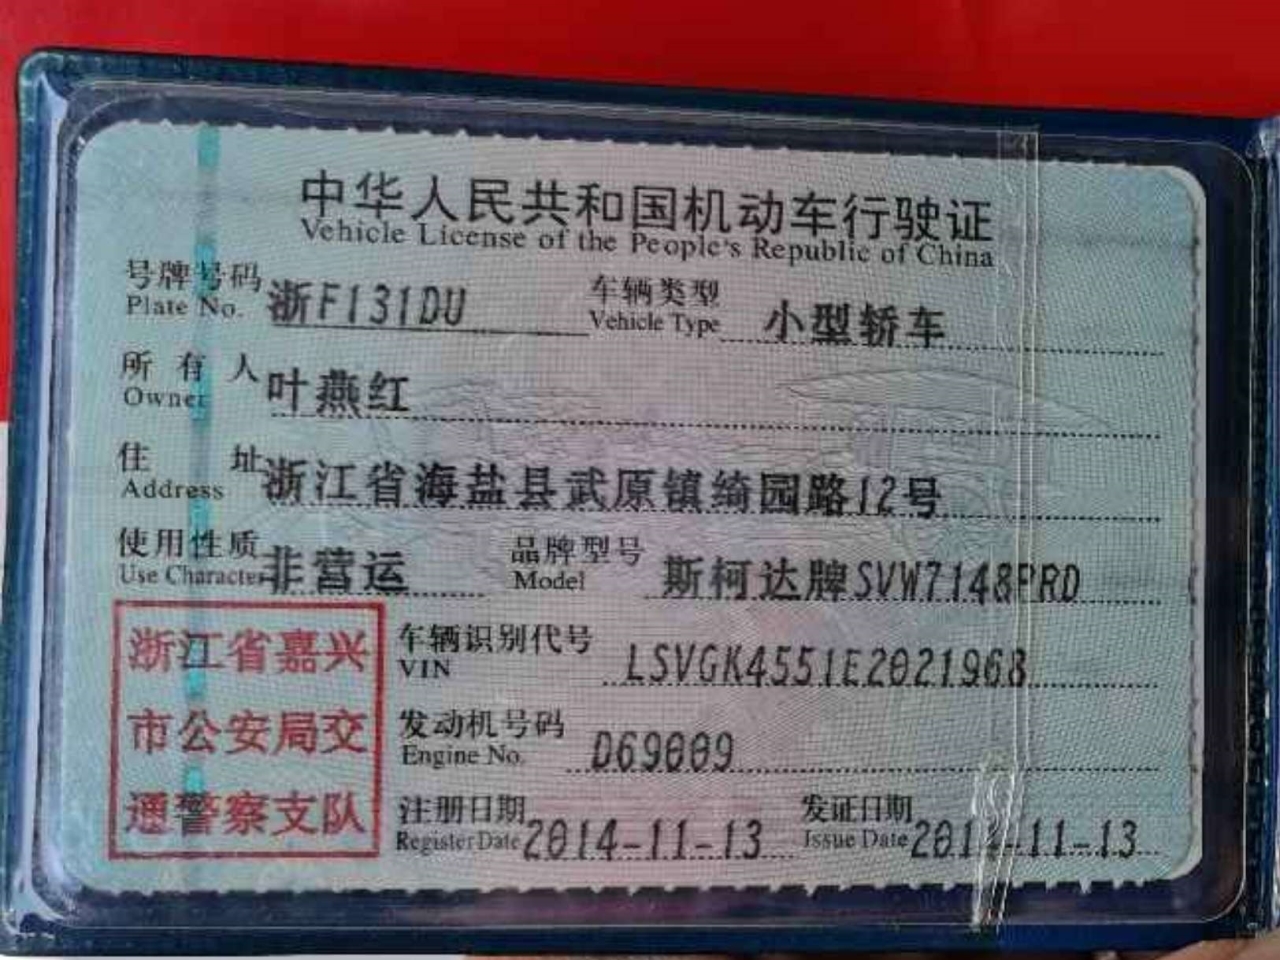 中华人民共和国机动车行驶证
Vehicle License of the People's Republic of China
号牌号码 浙F131DU 车辆类型 小型轿车
Plate No. Vehicle Type
所有人 叶燕红
Owner
住址 浙江省海盐县武原镇绮园路12号
Address
使用性质 非营运 品牌型号 斯柯达牌SVW7148PRD
Use Character Model
浙江省嘉兴
市公安局交
通警察支队
车辆识别代号 LSVGK4551E2021968
VIN
发动机号码 D69009
Engine No.
注册日期 2014-11-13 发证日期
Register Date Issue Date